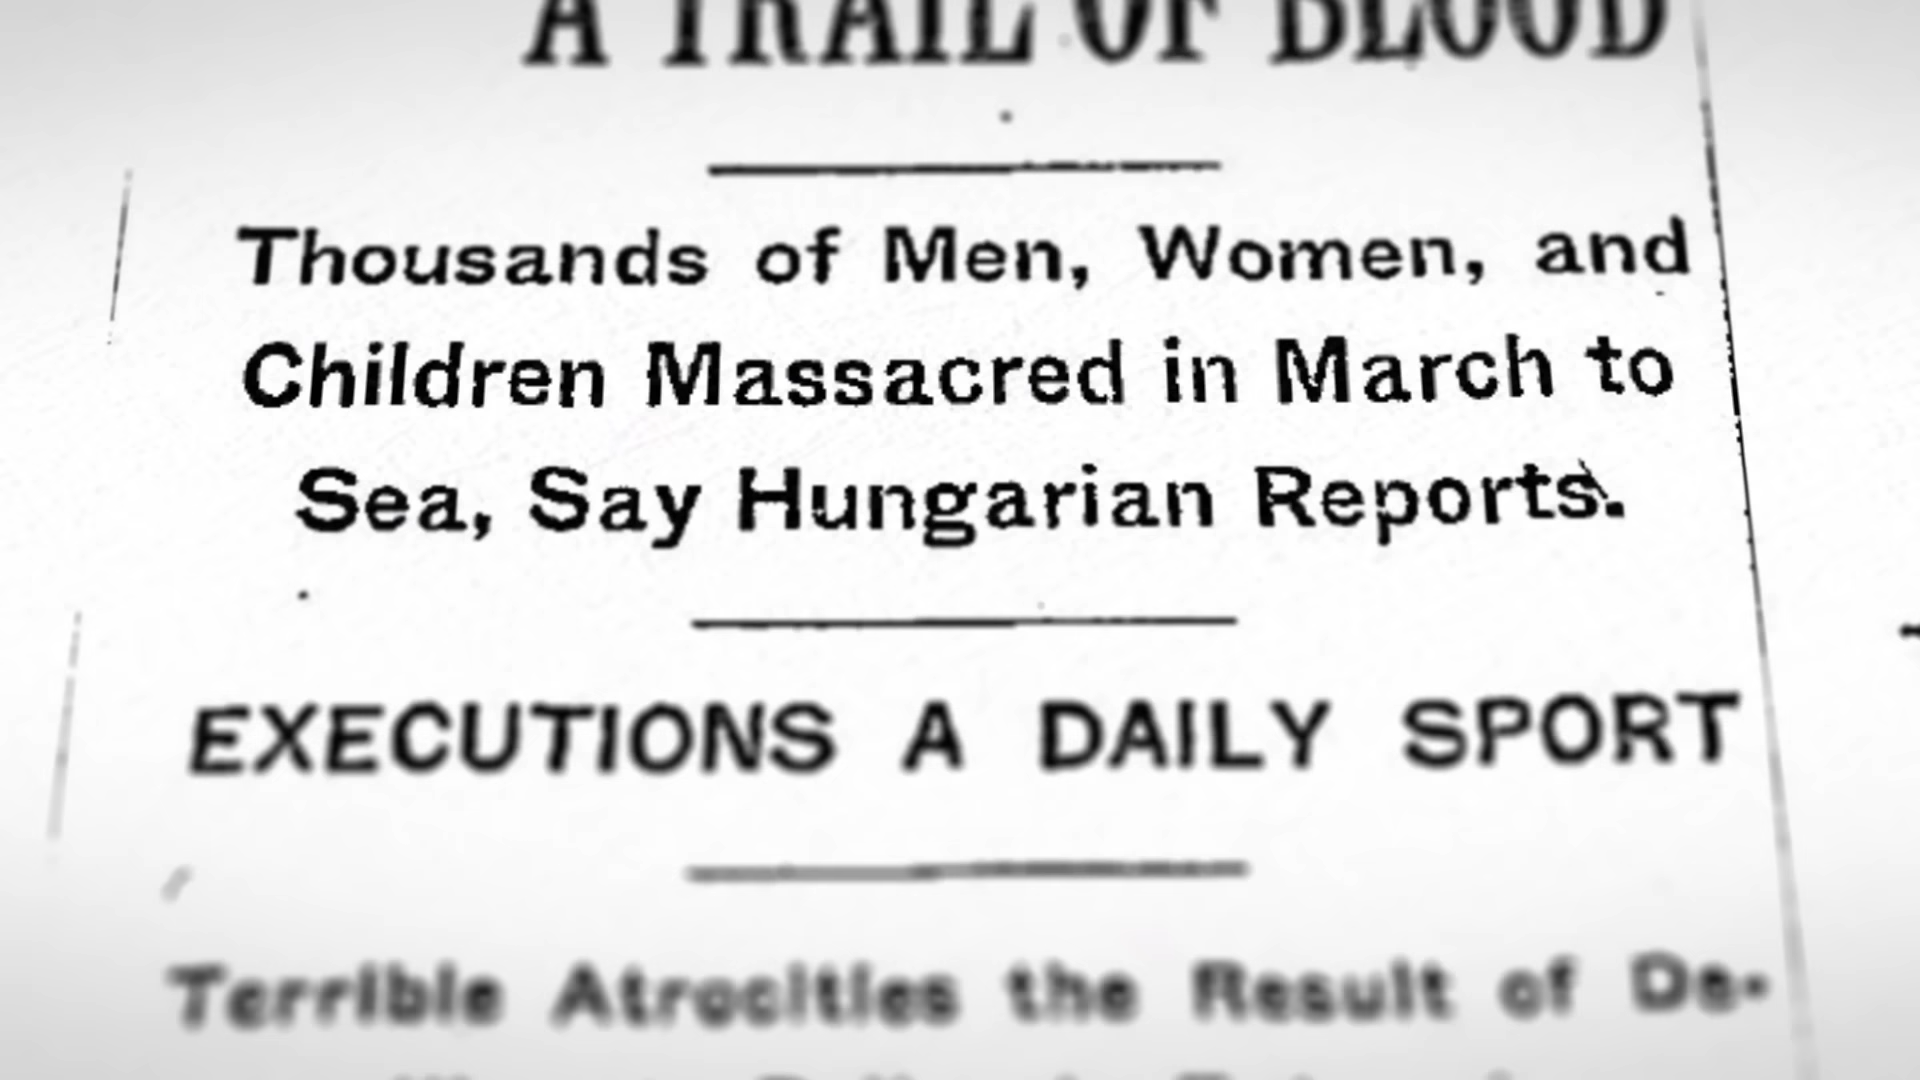 A TRAIL OF BLOOD
Thousands of Men, Women, and
Children Massacred in March to
Sea, Say Hungarian Reports.
EXECUTIONS A DAILY SPORT
Terrible Atrocities the Result of De-